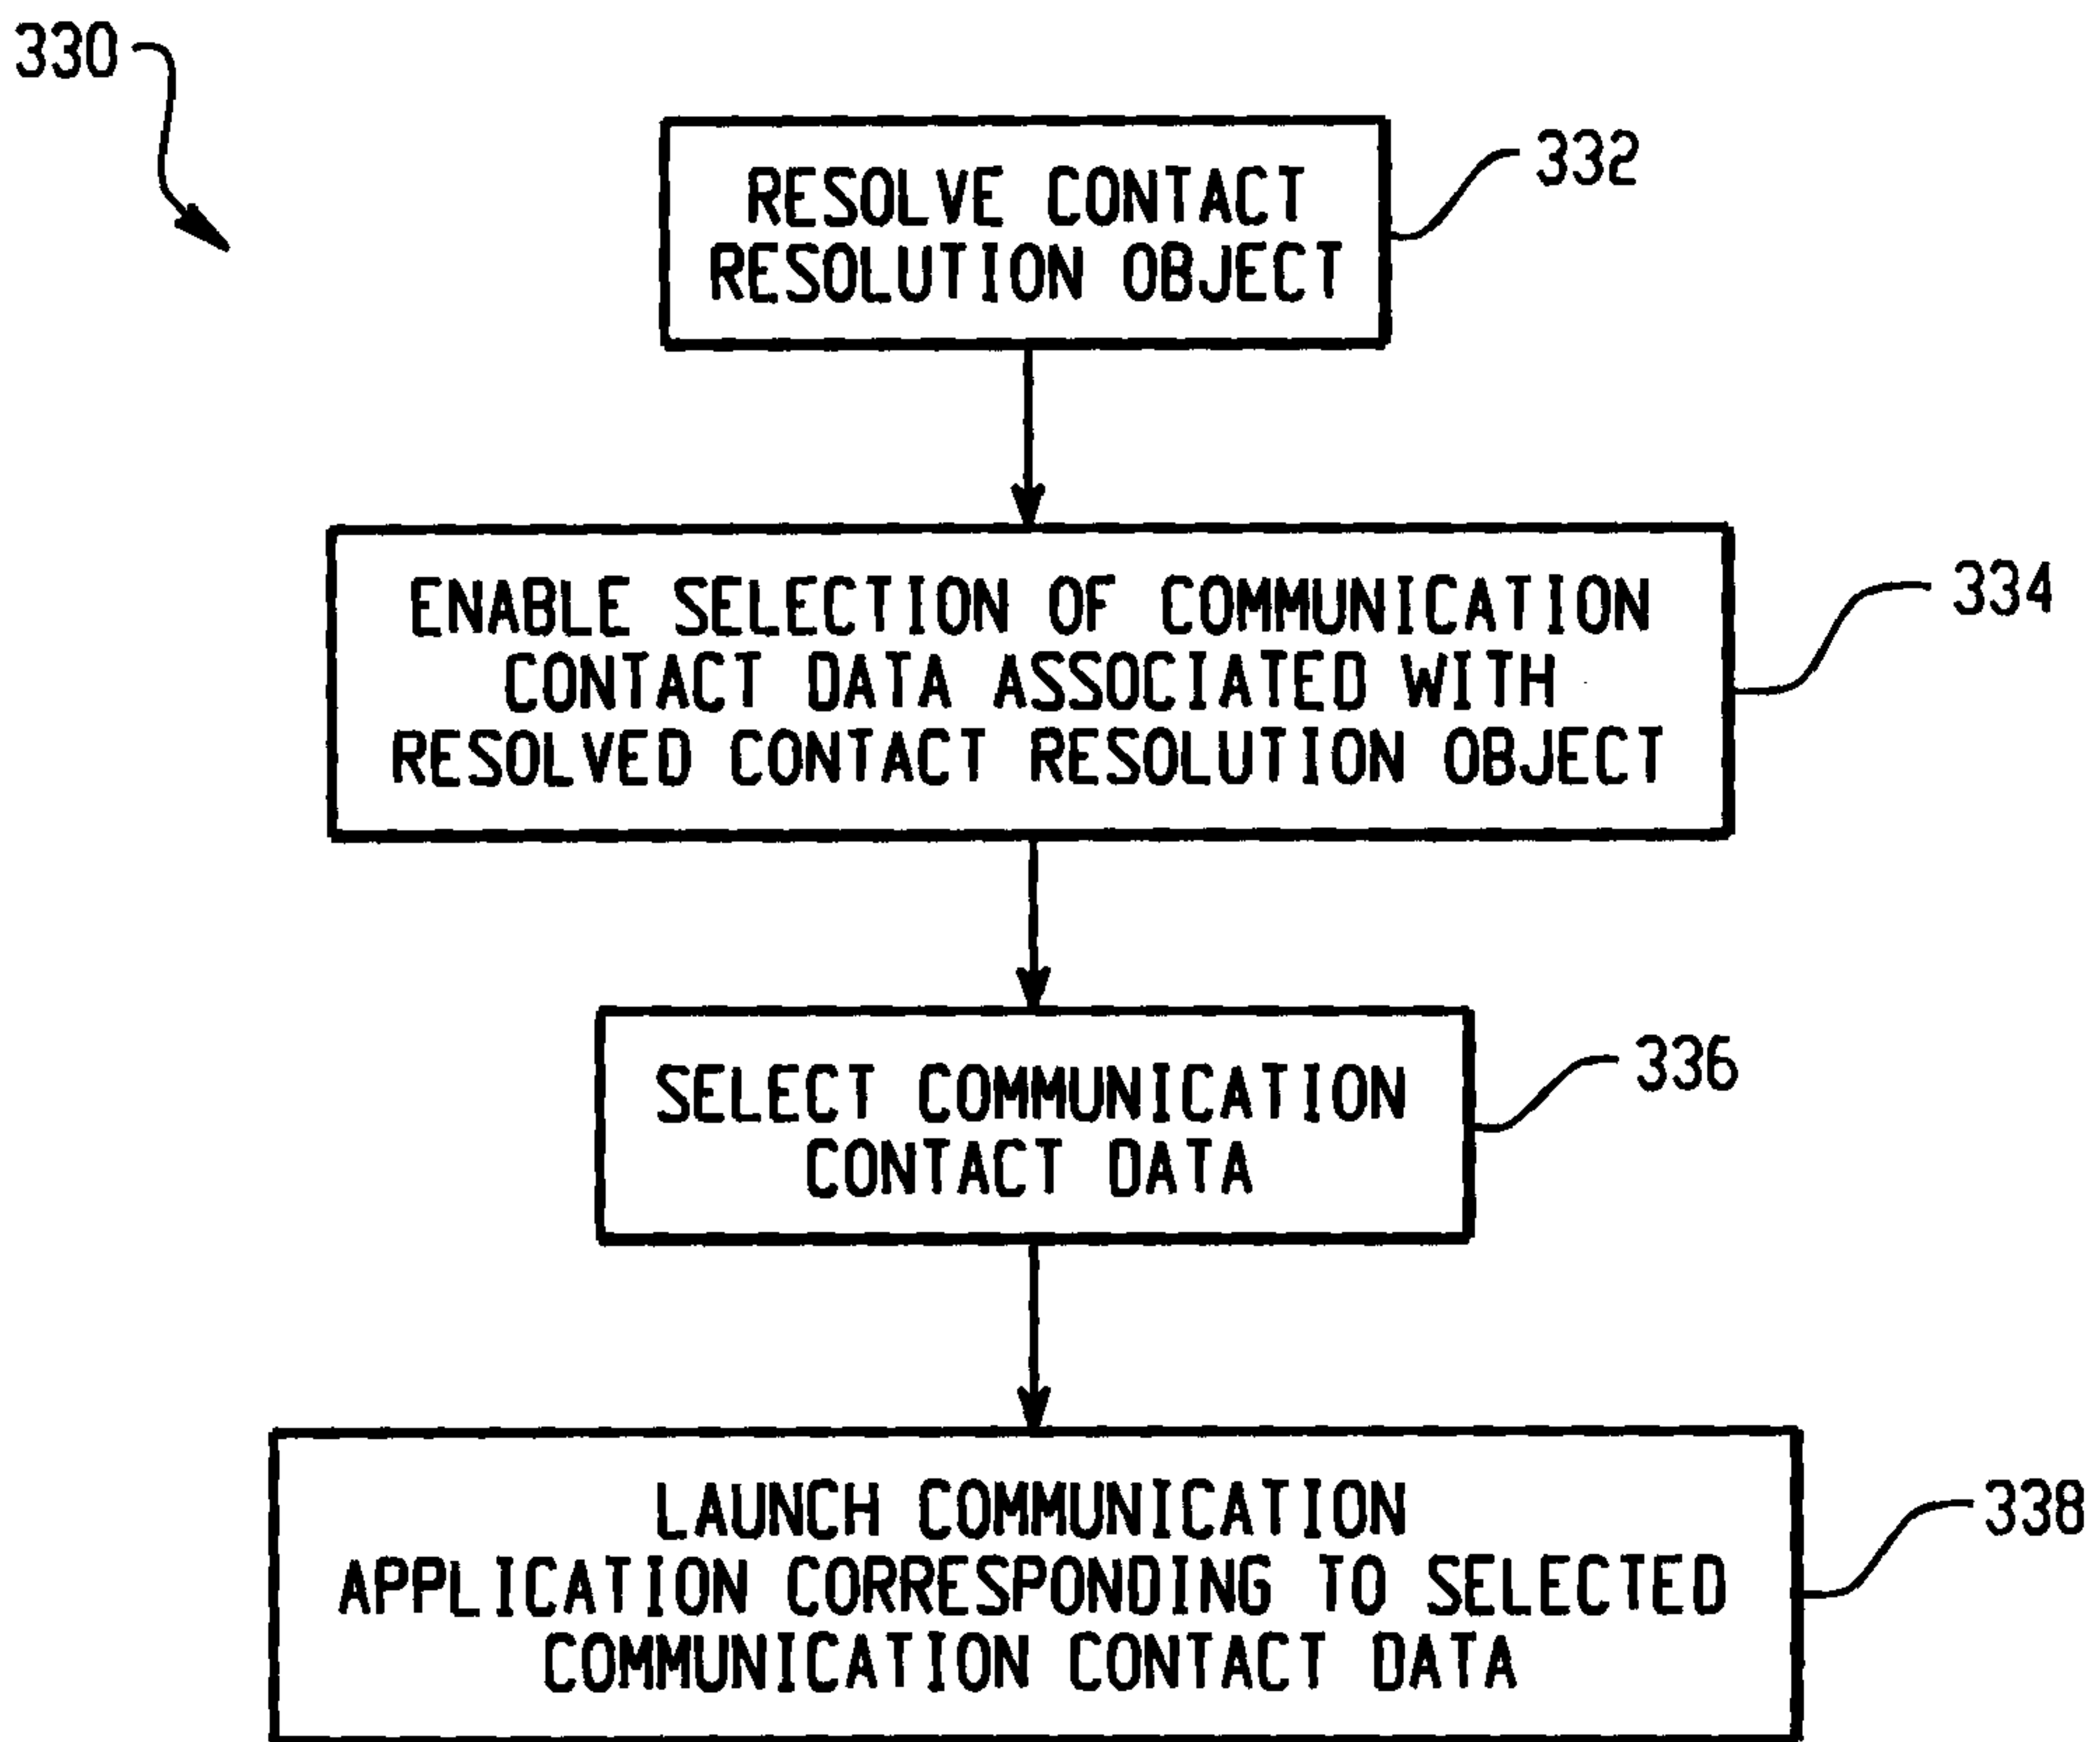 330
RESOLVE CONTACT
RESOLUTION OBJECT
332
ENABLE SELECTION OF COMMUNICATION
CONTACT DATA ASSOCIATED WITH
RESOLVED CONTACT RESOLUTION OBJECT
334
SELECT COMMUNICATION
CONTACT DATA
336
LAUNCH COMMUNICATION
APPLICATION CORRESPONDING TO SELECTED
COMMUNICATION CONTACT DATA
338